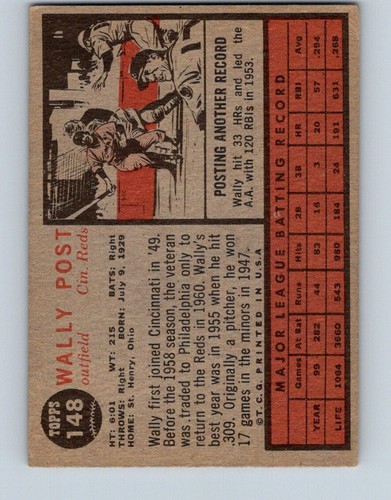 TOPPS
148
WALLY POST
outfield Cin. Reds
HT: 6:01 WT: 215 BATS: Right
THROWS: Right BORN: July 9, 1929
HOME: St. Henry, Ohio
Wally first joined Cincinnati in '49.
Before the 1958 season, the veteran
was traded to Philadelphia only to
return to the Reds in 1960. Wally's
best year was in 1955 when he hit
.309. Originally a pitcher, he won
17 games in the minors in 1947.
©T.C.G. PRINTED IN U.S.A.
POSTING ANOTHER RECORD
Wally hit 33 HRs and led the
A.A. with 120 RBIs in 1953.
MAJOR LEAGUE BATTING RECORD
Games At Bat Runs Hits 2B 3B HR RBI Avg
YEAR 99 282 44 83 16 3 20 57 .294
LIFE 1064 3660 543 980 184 24 191 631 .268